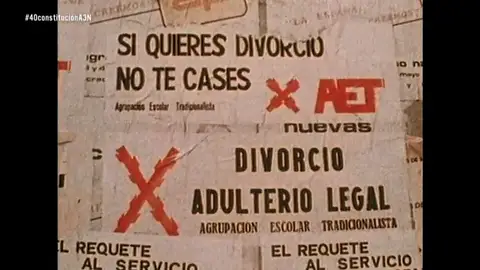 #40constituciónA3N
SI QUIERES DIVORCIO
NO TE CASES
Agrupación Escolar Tradicionalista
AET
nuevas
DIVORCIO
ADULTERIO LEGAL
AGRUPACION ESCOLAR TRADICIONALISTA
EL REQUETE
AL SERVICIO
EL REQUETE
AL SERVICIO